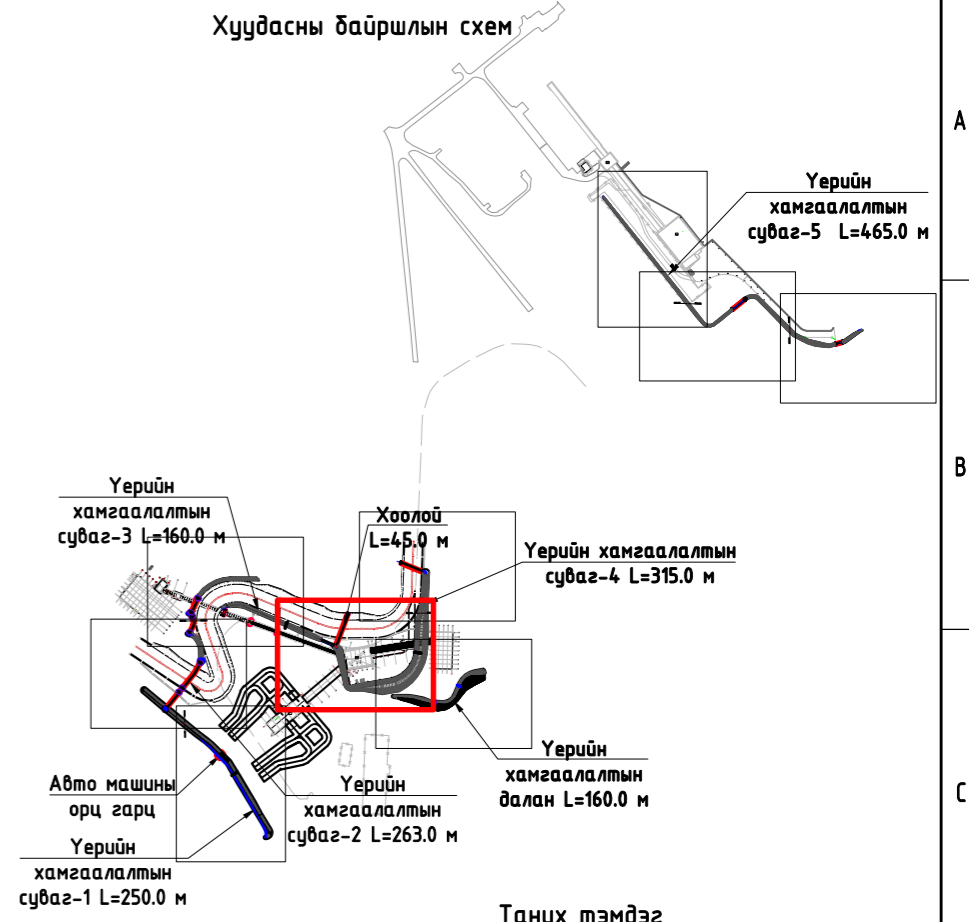 Хуудасны байршлын схем
A
Үерийн
хамгаалалтын
суваг-5 L=465.0 м
B
Үерийн
хамгаалалтын
суваг-3 L=160.0 м
Хоолой
L=45.0 м
Үерийн хамгаалалтын
суваг-4 L=315.0 м
Үерийн
хамгаалалтын
далан L=160.0 м
C
Авто машины
орц гарц
Үерийн
хамгаалалтын
суваг-2 L=263.0 м
Үерийн
хамгаалалтын
суваг-1 L=250.0 м
Таних тэмдэг